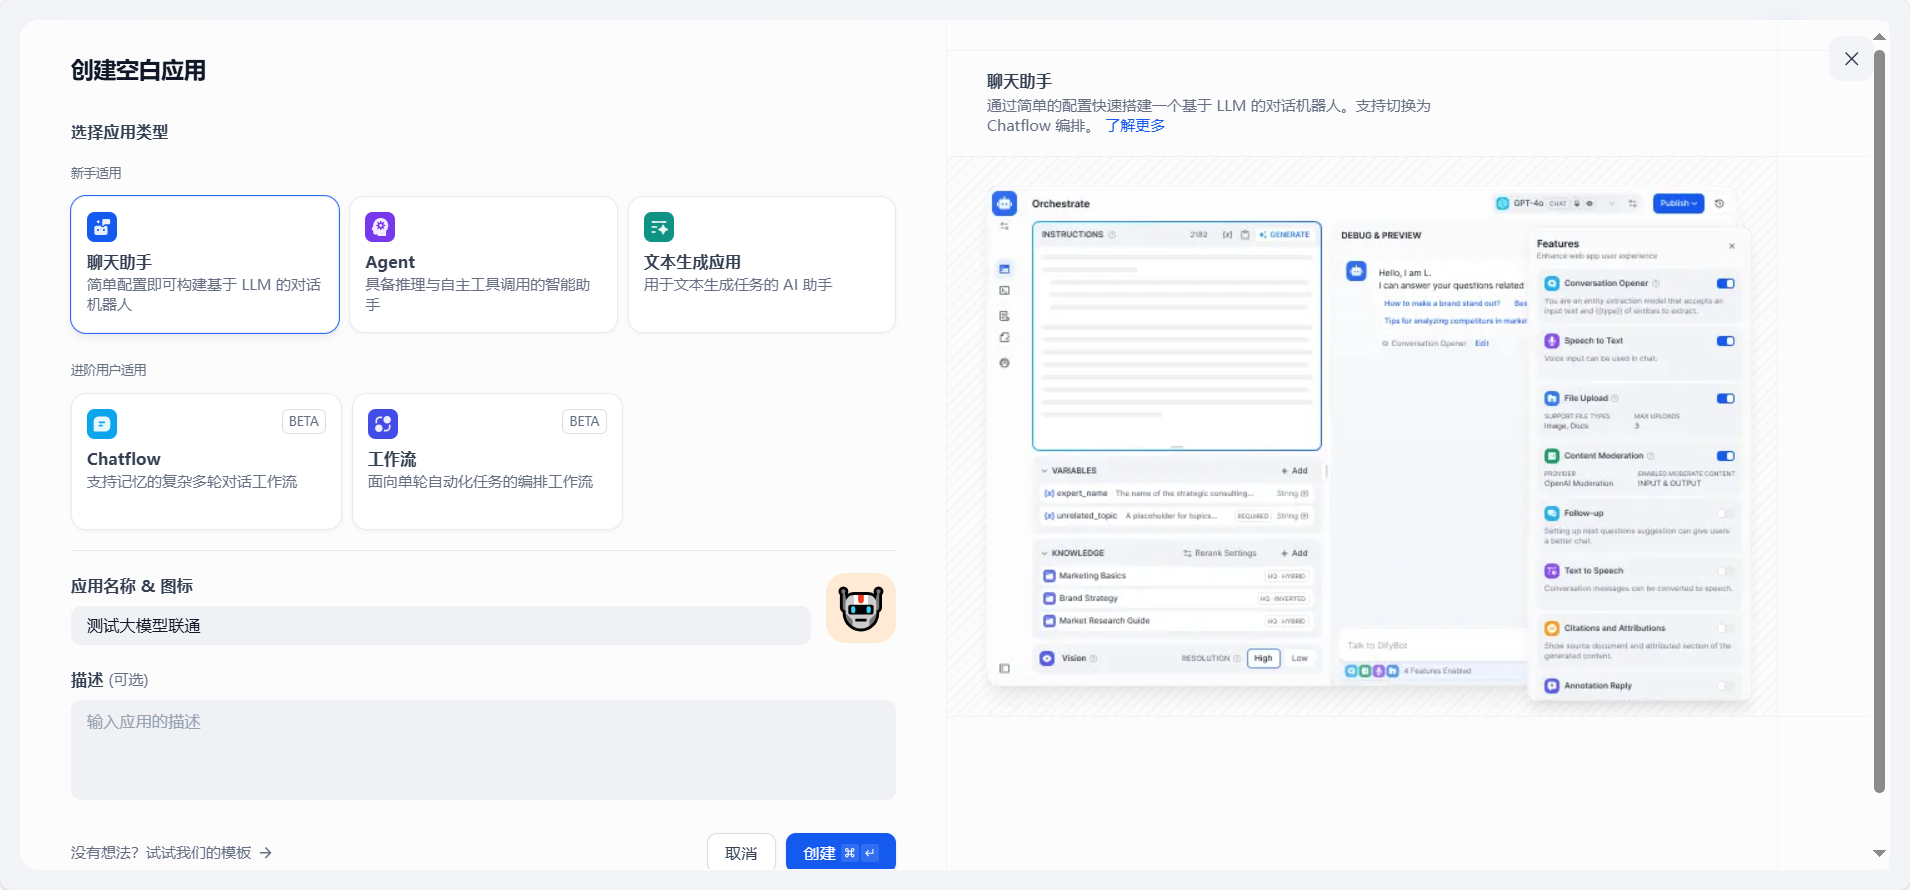 创建空白应用
选择应用类型
新手适用
聊天助手
简单配置即可构建基于 LLM 的对话
机器人
Agent
具备推理与自主工具调用的智能助
手
文本生成应用
用于文本生成任务的 AI 助手
进阶用户适用
BETA
Chatflow
支持记忆的复杂多轮对话工作流
BETA
工作流
面向单轮自动化任务的编排工作流
应用名称 & 图标
测试大模型联通
描述 (可选)
输入应用的描述
没有想法？试试我们的模板 →
取消
创建 ⌘ ↵
聊天助手
通过简单的配置快速搭建一个基于 LLM 的对话机器人。支持切换为
Chatflow 编排。 了解更多
Orchestrate
GPT-4o CHAT
Publish
INSTRUCTIONS
2182
GENERATE
VARIABLES
+ Add
{x} expert_name The name of the strategic consulting... String
{x} unrelated_topic A placeholder for topics... REQUIRED String
KNOWLEDGE
Rerank Settings
+ Add
Marketing Basics
HQ · HYBRID
Brand Strategy
HQ · INVERTED
Market Research Guide
HQ · HYBRID
Vision
RESOLUTION
High
Low
DEBUG & PREVIEW
Hello, I am L.
I can answer your questions related
How to make a brand stand out?
Bes
Tips for analyzing competitors in market
Conversation Opener Edit
Talk to DifyBot
4 Features Enabled
Features
Enhance web app user experience
Conversation Opener
You are an entity extraction model that accepts an
input text and {{type}} of entities to extract.
Speech to Text
Voice input can be used in chat.
File Upload
SUPPORT FILE TYPES
MAX UPLOADS
Image, Docs
3
Content Moderation
PROVIDER
ENABLED MODERATE CONTENT
OpenAI Moderation
INPUT & OUTPUT
Follow-up
Setting up next questions suggestion can give users
a better chat.
Text to Speech
Conversation messages can be converted to speech.
Citations and Attributions
Show source document and attributed section of the
generated content.
Annotation Reply